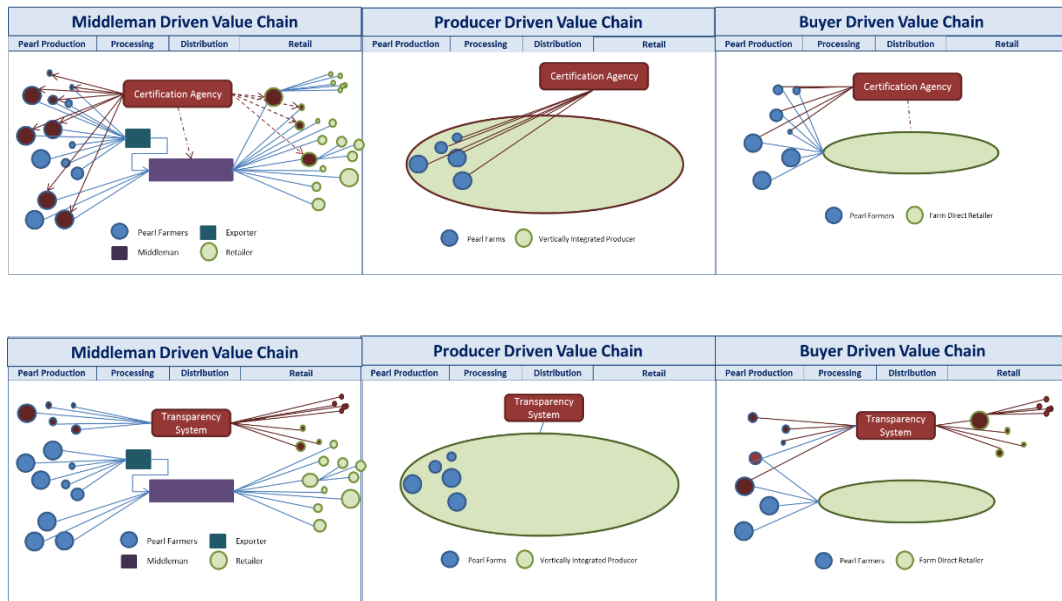 Middleman Driven Value Chain
Producer Driven Value Chain
Buyer Driven Value Chain
Pearl Production Processing Distribution Retail
Pearl Production Processing Distribution Retail
Pearl Production Processing Distribution Retail
Certification Agency
Certification Agency
Certification Agency
Pearl Farmers Exporter
Middleman Retailer
Pearl Farms Vertically Integrated Producer
Pearl Farmers Farm Direct Retailer
Middleman Driven Value Chain
Producer Driven Value Chain
Buyer Driven Value Chain
Pearl Production Processing Distribution Retail
Pearl Production Processing Distribution Retail
Pearl Production Processing Distribution Retail
Transparency
System
Transparency
System
Transparency
System
Pearl Farmers Exporter
Middleman Retailer
Pearl Farms Vertically Integrated Producer
Pearl Farmers Farm Direct Retailer